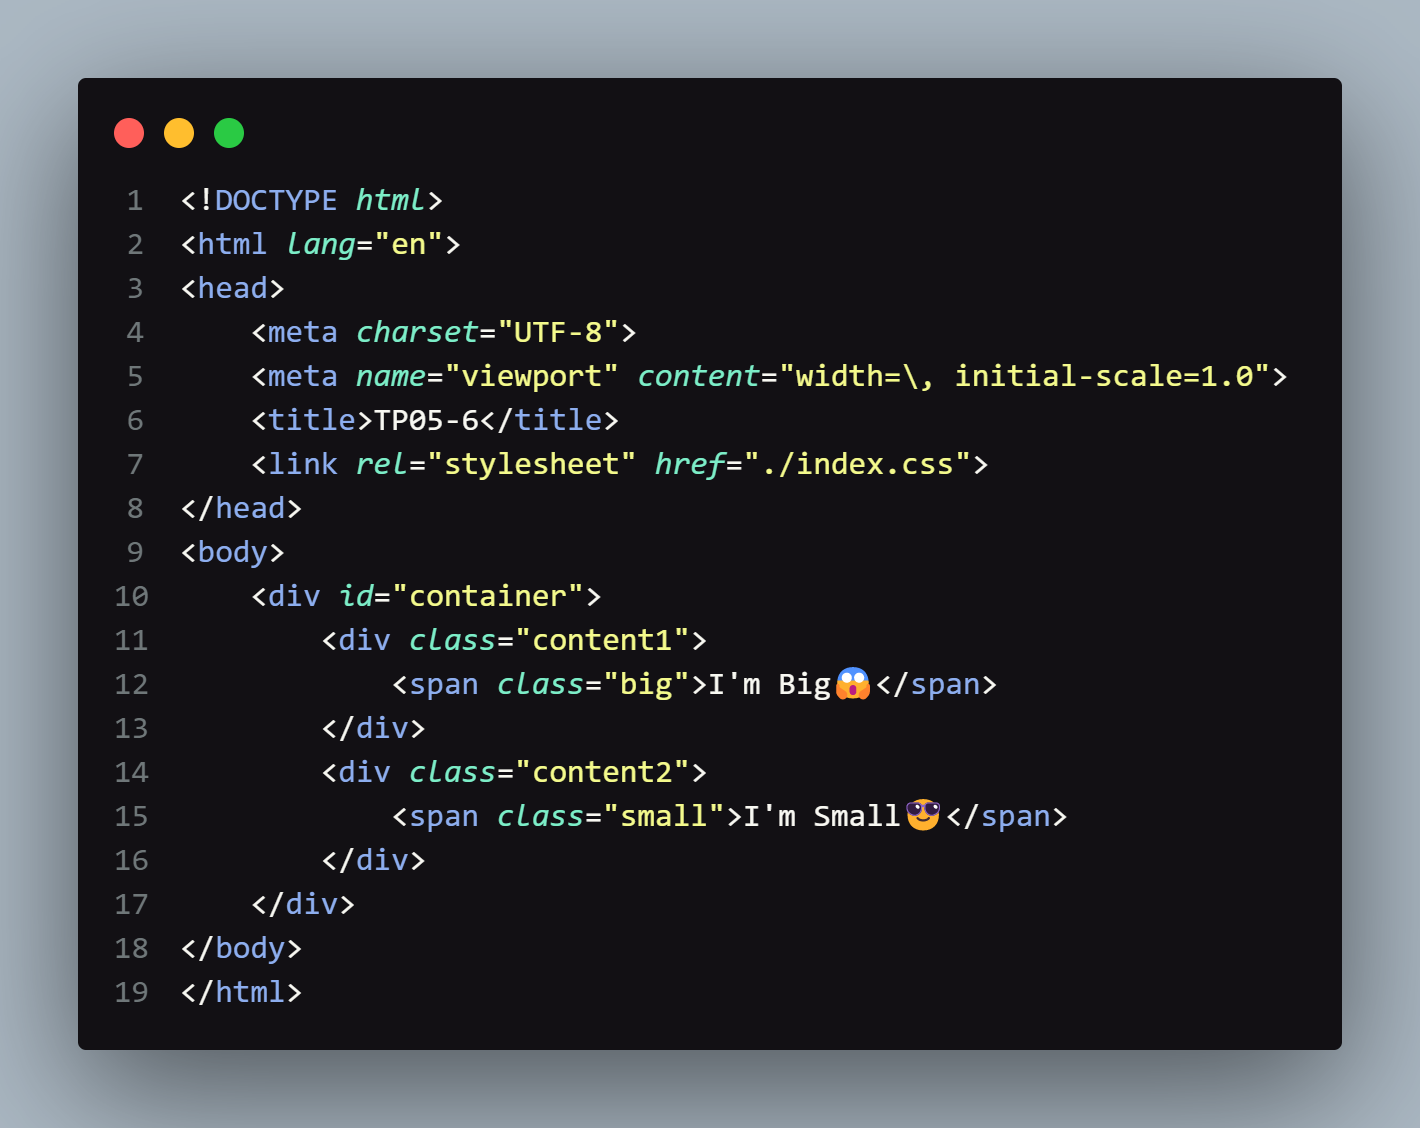 1 <!DOCTYPE html>
2 <html lang="en">
3 <head>
4     <meta charset="UTF-8">
5     <meta name="viewport" content="width=\, initial-scale=1.0">
6     <title>TP05-6</title>
7     <link rel="stylesheet" href="./index.css">
8 </head>
9 <body>
10     <div id="container">
11         <div class="content1">
12             <span class="big">I'm Big😱</span>
13         </div>
14         <div class="content2">
15             <span class="small">I'm Small😎</span>
16         </div>
17     </div>
18 </body>
19 </html>